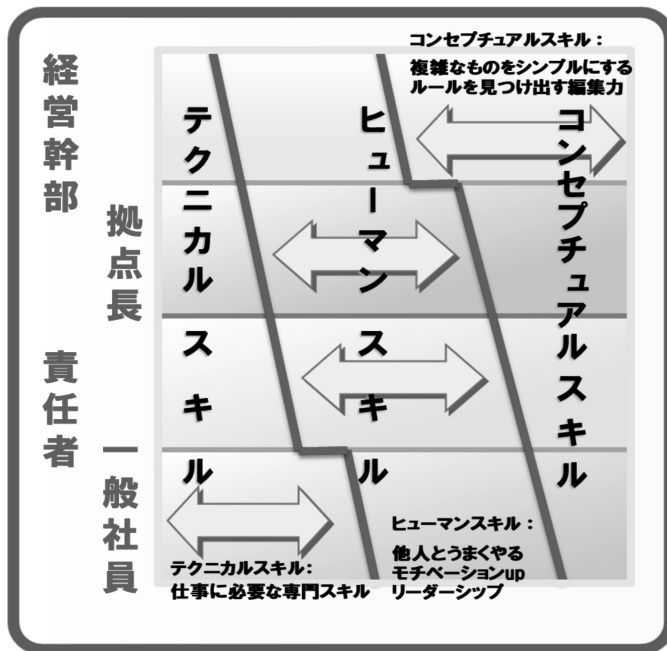 コンセプチュアルスキル：
複雑なものをシンプルにする
ルールを見つけ出す編集力
経営幹部
拠点長
責任者
一般社員
テクニカルスキル
ヒューマンスキル
コンセプチュアルスキル
テクニカルスキル：
仕事に必要な専門スキル
ヒューマンスキル：
他人とうまくやる
モチベーションup
リーダーシップ